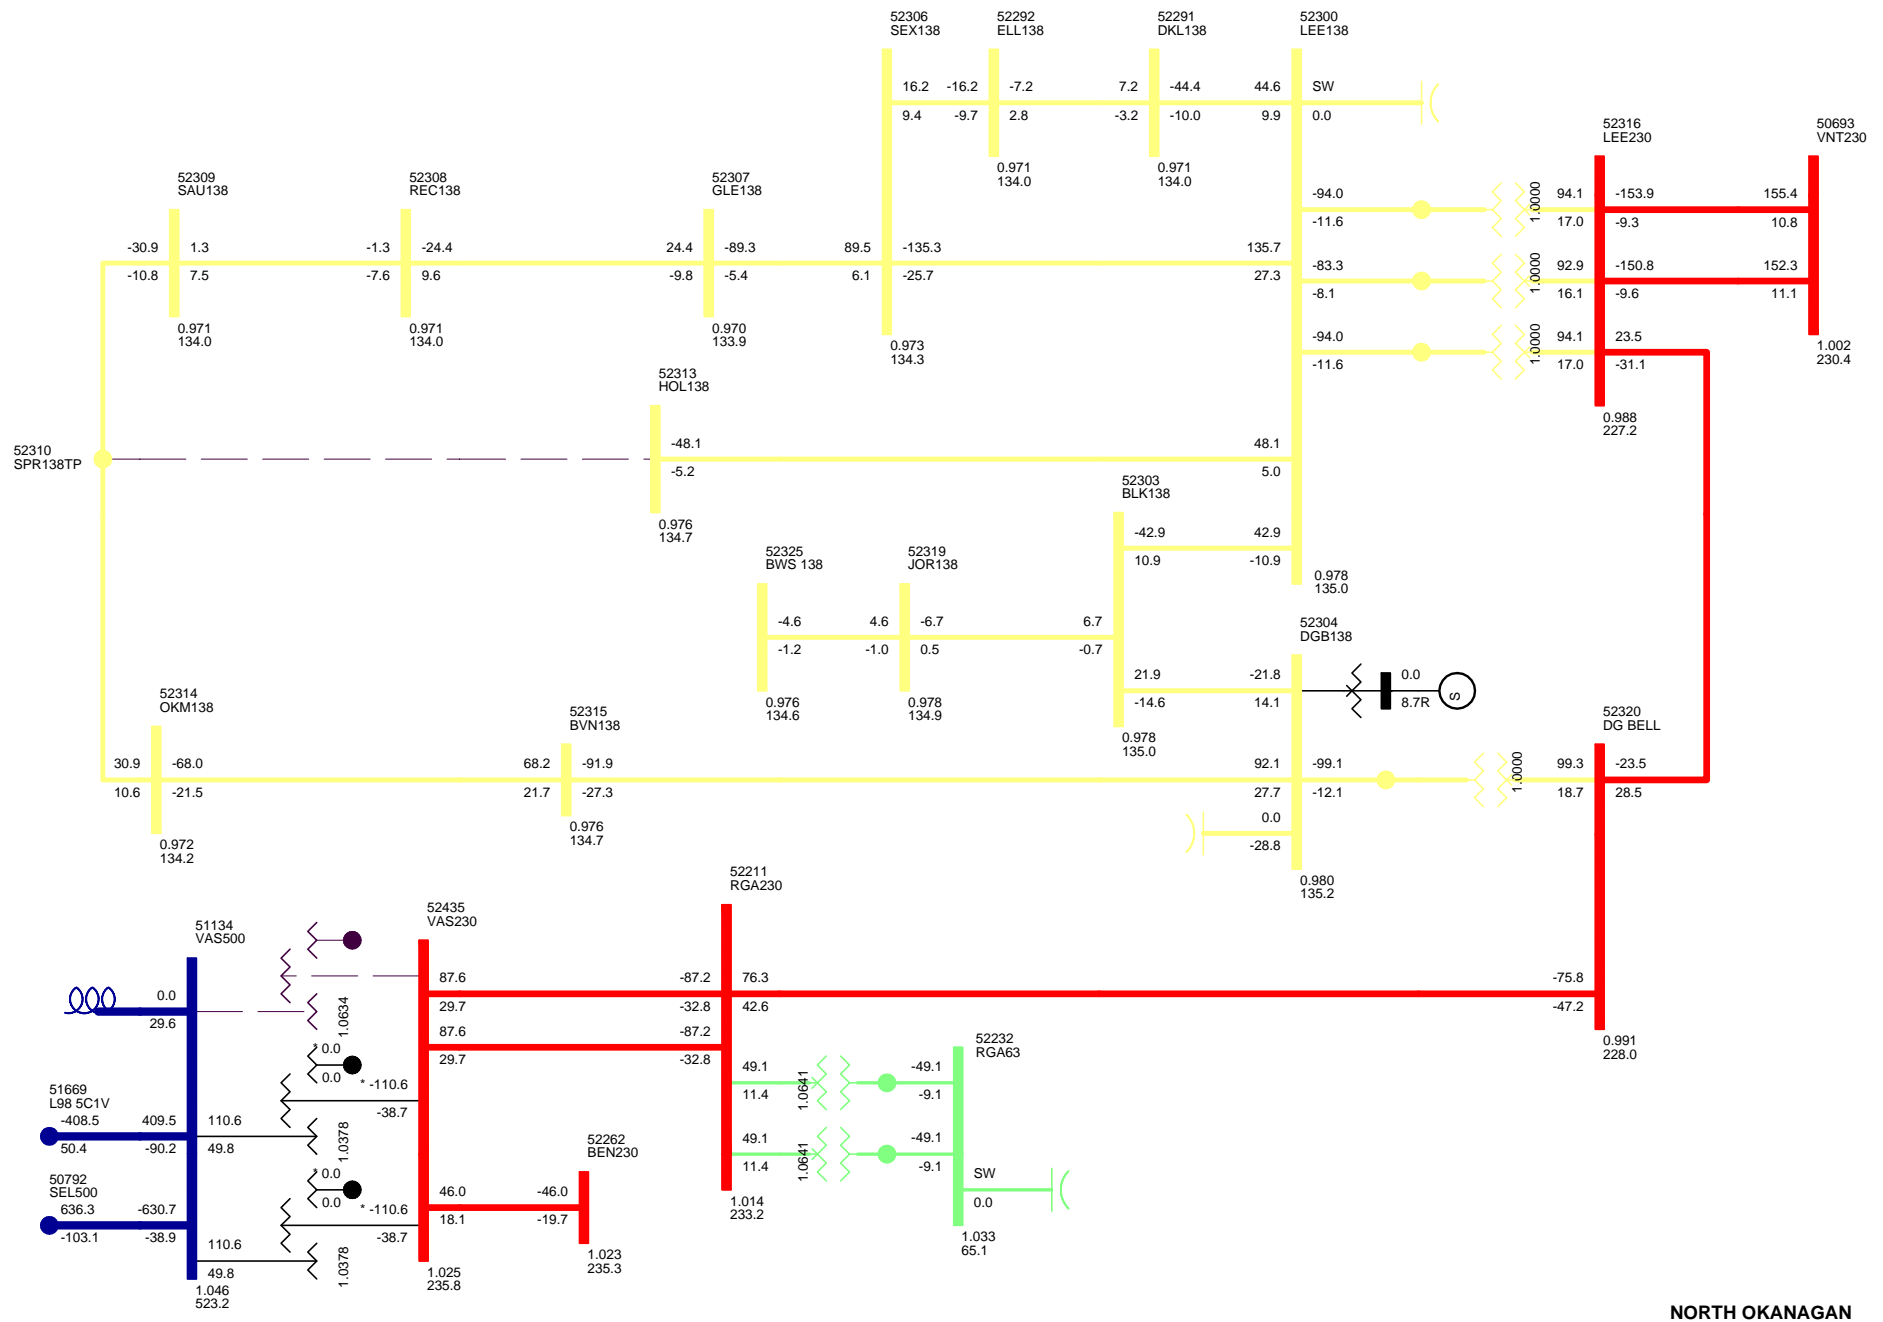 52306
SEX138
52292
ELL138
52291
DKL138
52300
LEE138
16.2 -16.2 -7.2 7.2 -44.4 44.6 SW
9.4 -9.7 2.8 -3.2 -10.0 9.9 0.0
0.971
134.0
0.971
134.0
52316
LEE230
50693
VNT230
52309
SAU138
52308
REC138
52307
GLE138
-94.0 1.0000 94.1 -153.9 155.4
-11.6 17.0 -9.3 10.8
-30.9 1.3 -1.3 -24.4 24.4 -89.3 89.5 -135.3 135.7
-10.8 7.5 -7.6 9.6 -9.8 -5.4 6.1 -25.7 27.3
-83.3 1.0000 92.9 -150.8 152.3
-8.1 16.1 -9.6 11.1
0.971
134.0
0.971
134.0
0.970
133.9
0.973
134.3
-94.0 1.0000 94.1 23.5
-11.6 17.0 -31.1
1.002
230.4
0.988
227.2
52313
HOL138
52310
SPR138TP
-48.1 48.1
-5.2 5.0
0.976
134.7
52303
BLK138
-42.9 42.9
10.9 -10.9
0.978
135.0
52325
BWS 138
52319
JOR138
-4.6 4.6 -6.7 6.7
-1.2 -1.0 0.5 -0.7
0.976
134.6
0.978
134.9
52304
DGB138
21.9 -21.8 0.0
-14.6 14.1 8.7R
S
0.978
135.0
52314
OKM138
52315
BVN138
52320
DG BELL
30.9 -68.0 68.2 -91.9 92.1 -99.1 1.0000 99.3 -23.5
10.6 -21.5 21.7 -27.3 27.7 -12.1 18.7 28.5
0.0
-28.8
0.972
134.2
0.976
134.7
0.980
135.2
52211
RGA230
51134
VAS500
52435
VAS230
87.6 -87.2 76.3 -75.8
29.7 -32.8 42.6 -47.2
0.0
29.6
1.0634
87.6 -87.2
29.7 -32.8
0.991
228.0
52232
RGA63
* 0.0
0.0
* -110.6
-38.7
49.1 1.0641 -49.1
11.4 -9.1
51669
L98 5C1V
-408.5 409.5 110.6
50.4 -90.2 49.8
1.0378
49.1 1.0641 -49.1
11.4 -9.1
52262
BEN230
50792
SEL500
636.3 -630.7
-103.1 -38.9
* 0.0
0.0
* -110.6
-38.7
46.0 -46.0
18.1 -19.7
SW
0.0
1.014
233.2
110.6
49.8
1.0378
1.046
523.2
1.025
235.8
1.023
235.3
1.033
65.1
NORTH OKANAGAN